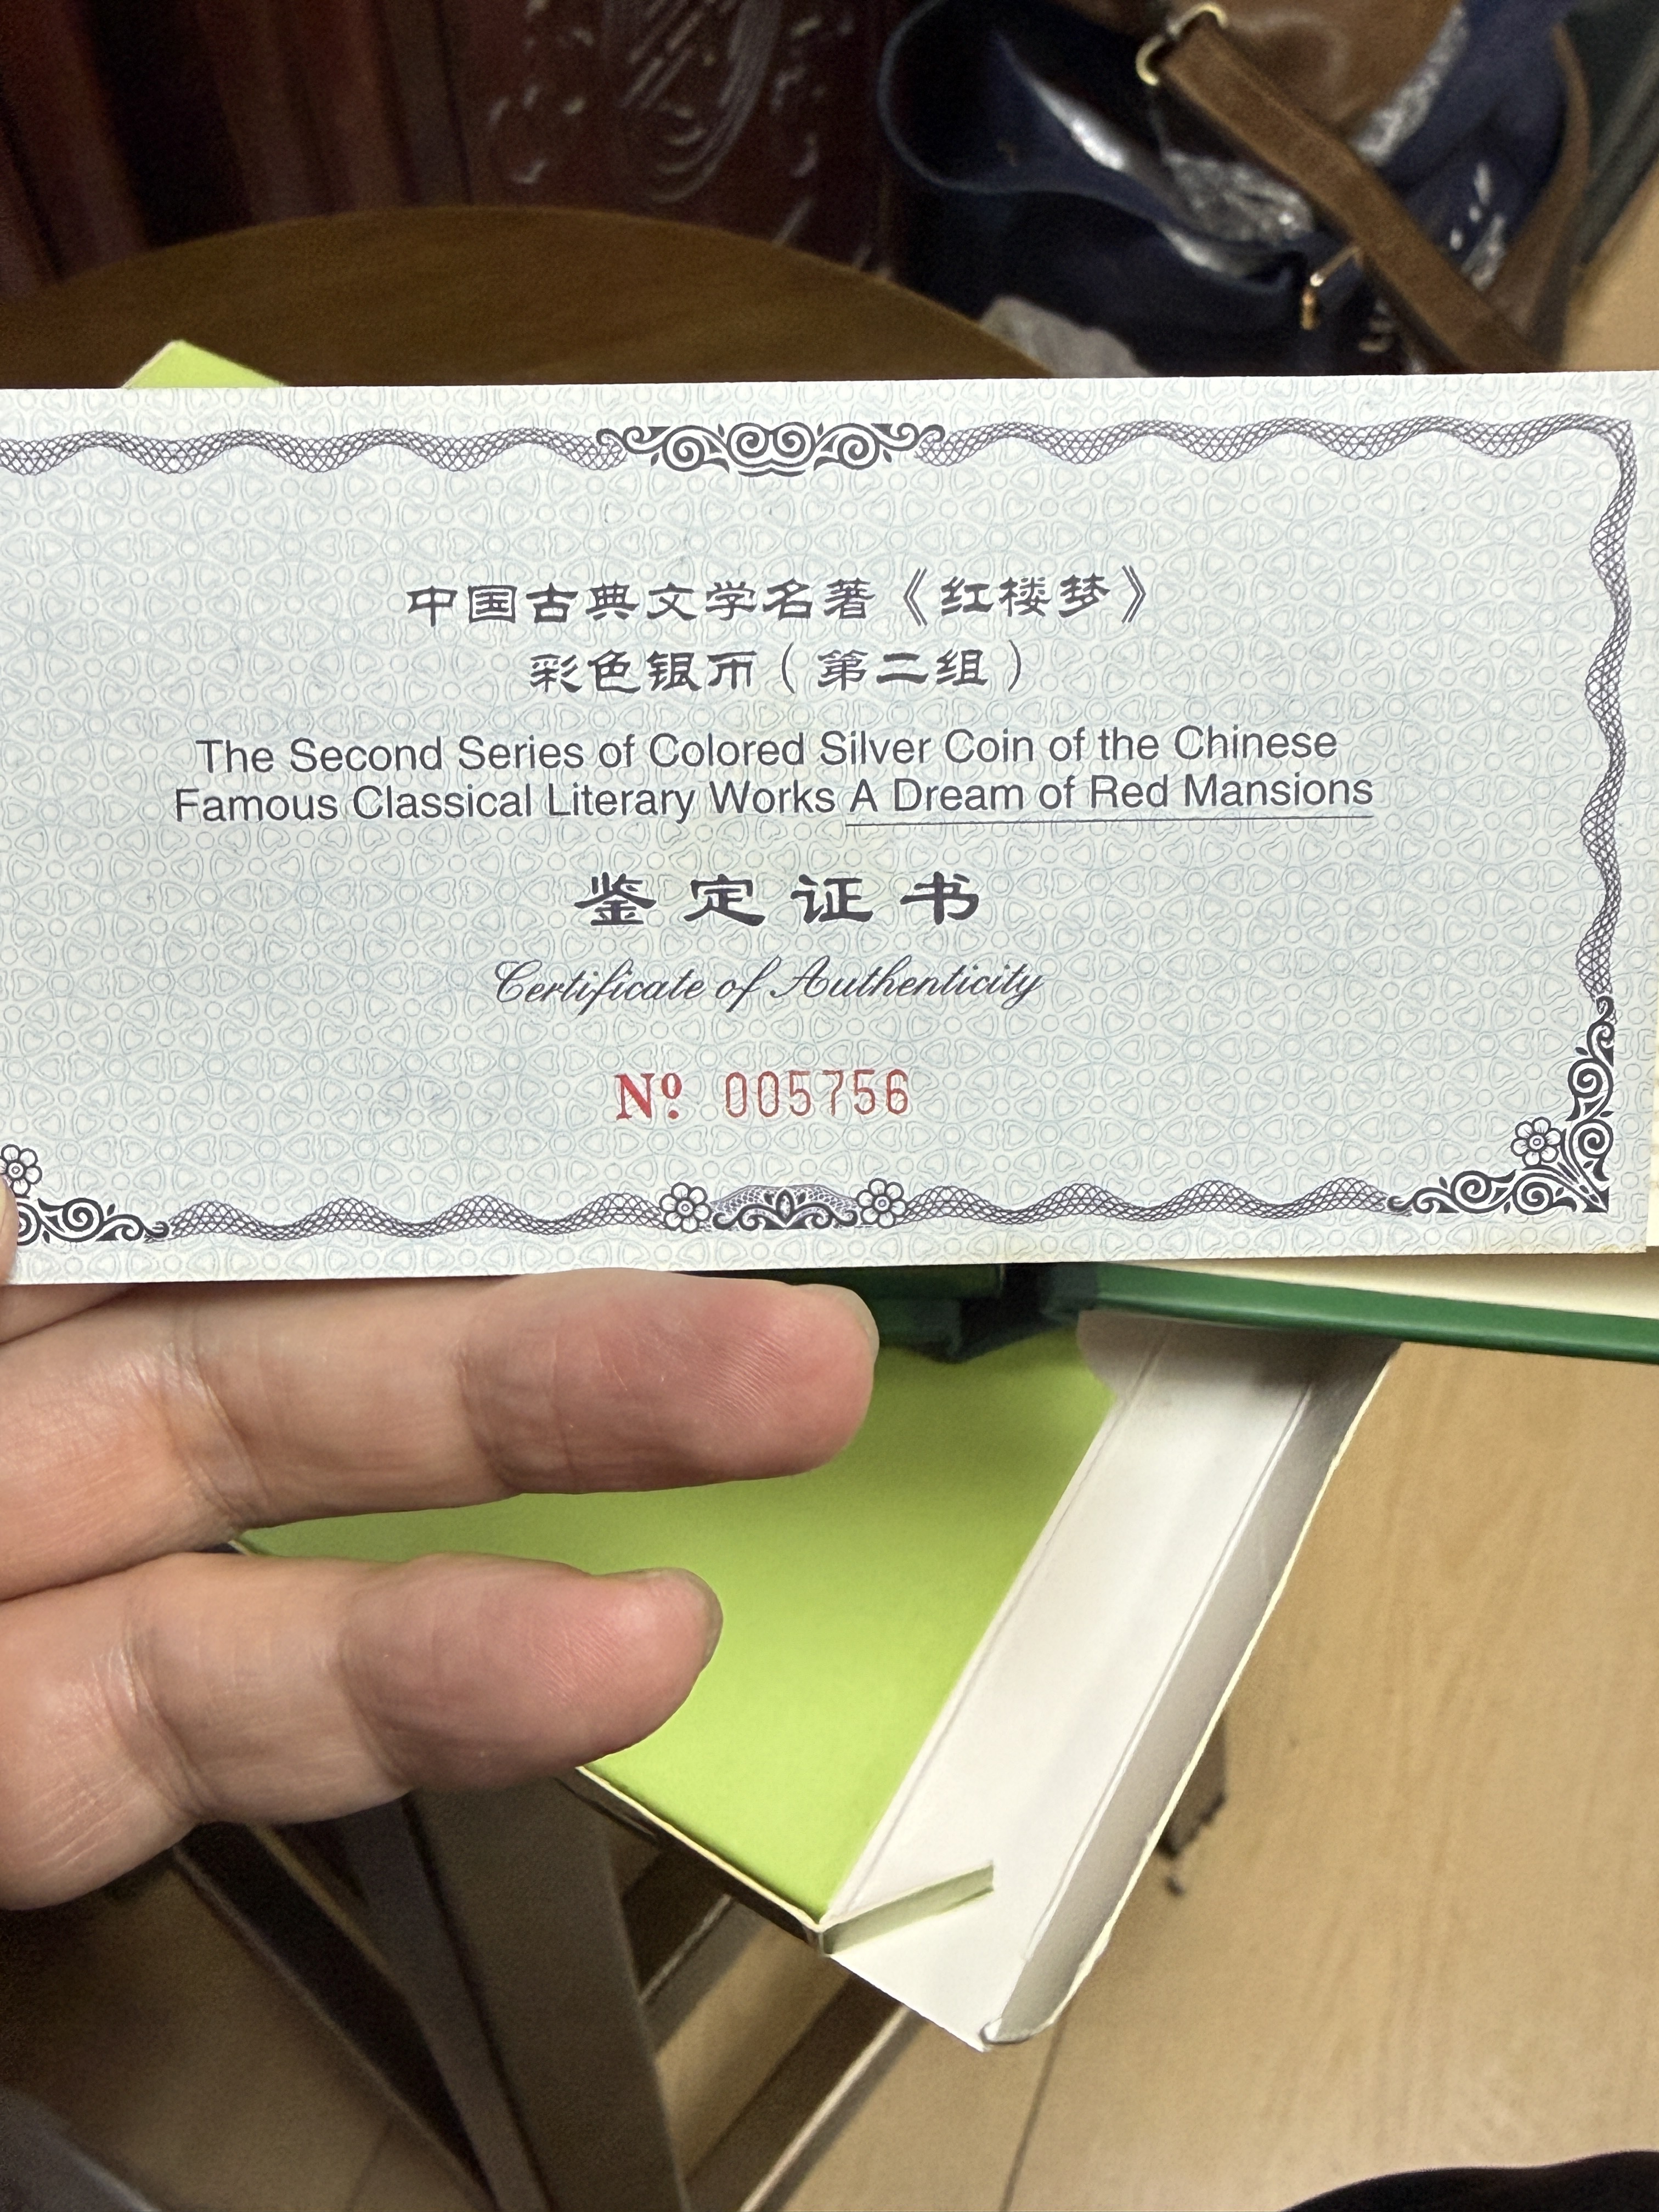 中国古典文学名著《红楼梦》
彩色银币（第二组）
The Second Series of Colored Silver Coin of the Chinese
Famous Classical Literary Works A Dream of Red Mansions
鉴定证书
Certificate of Authenticity
Nº 005756